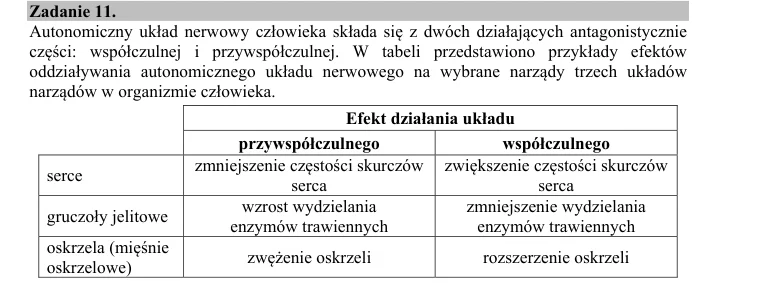 Zadanie 11.
Autonomiczny układ nerwowy człowieka składa się z dwóch działających antagonistycznie
części: współczulnej i przywspółczulnej. W tabeli przedstawiono przykłady efektów
oddziaływania autonomicznego układu nerwowego na wybrane narządy trzech układów
narządów w organizmie człowieka.
Efekt działania układu
przywspółczulnego współczulnego
serce
zmniejszenie częstości skurczów
serca
zwiększenie częstości skurczów
serca
gruczoły jelitowe
wzrost wydzielania
enzymów trawiennych
zmniejszenie wydzielania
enzymów trawiennych
oskrzela (mięśnie
oskrzelowe)
zwężenie oskrzeli
rozszerzenie oskrzeli